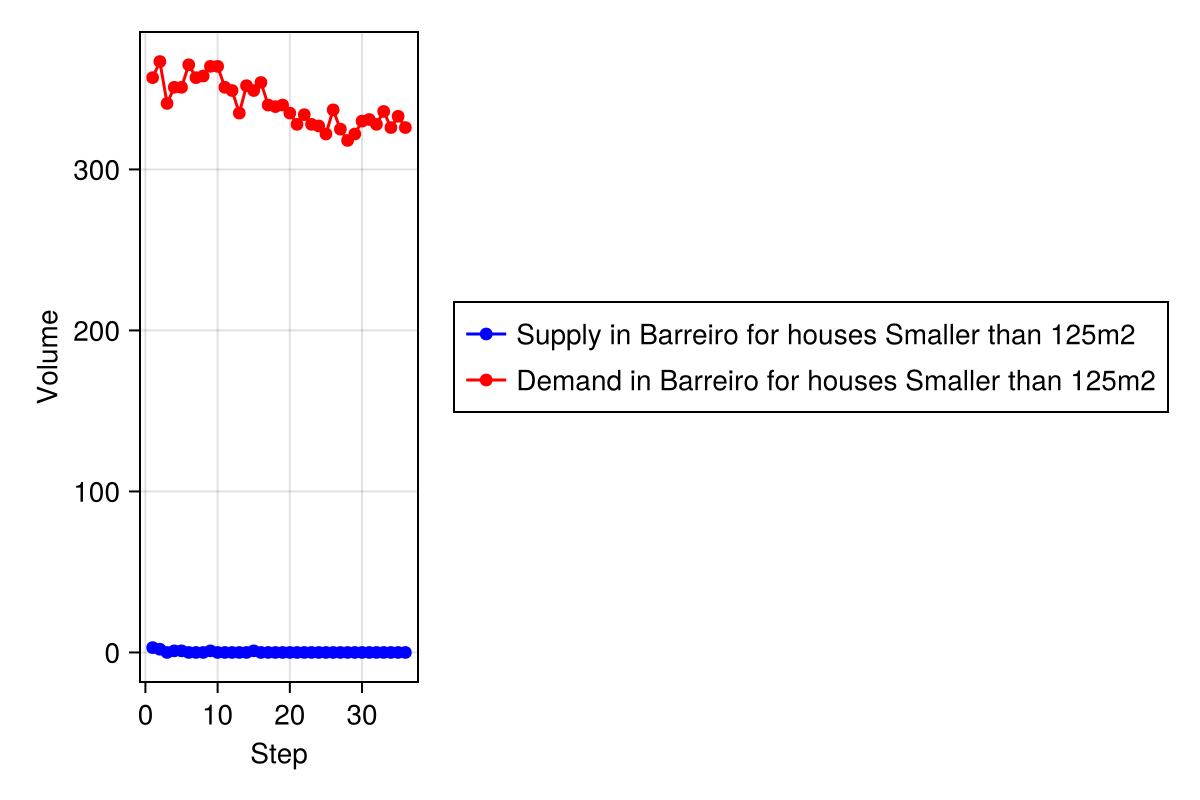 300
200
100
0
Volume
0 10 20 30
Step
Supply in Barreiro for houses Smaller than 125m2
Demand in Barreiro for houses Smaller than 125m2